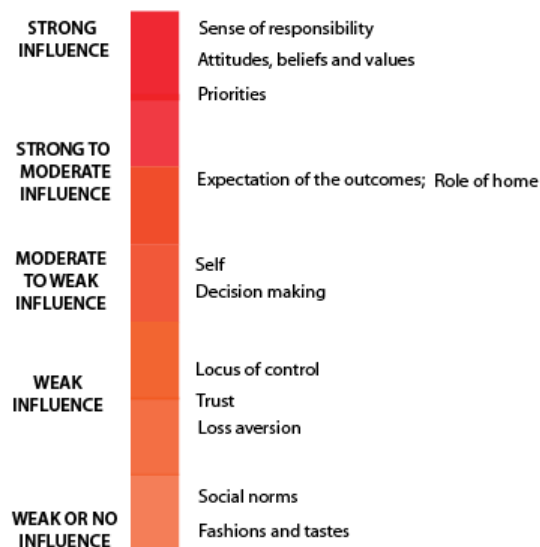 STRONG
INFLUENCE
Sense of responsibility
Attitudes, beliefs and values
Priorities
STRONG TO
MODERATE
INFLUENCE
Expectation of the outcomes; Role of home
MODERATE
TO WEAK
INFLUENCE
Self
Decision making
WEAK
INFLUENCE
Locus of control
Trust
Loss aversion
WEAK OR NO
INFLUENCE
Social norms
Fashions and tastes